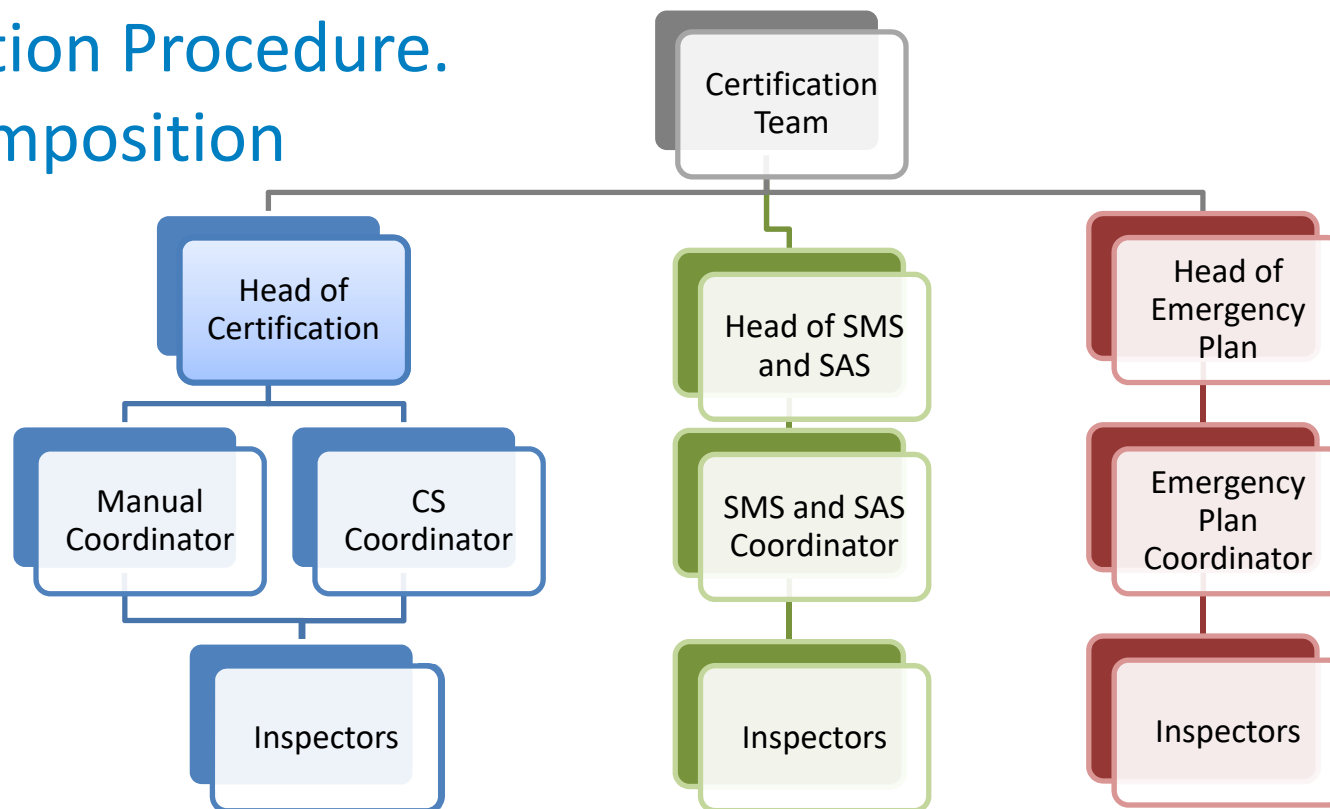 tion Procedure.
mposition
Certification
Team
Head of
Certification
Head of SMS
and SAS
Head of
Emergency
Plan
Manual
Coordinator
CS
Coordinator
SMS and SAS
Coordinator
Emergency
Plan
Coordinator
Inspectors
Inspectors
Inspectors